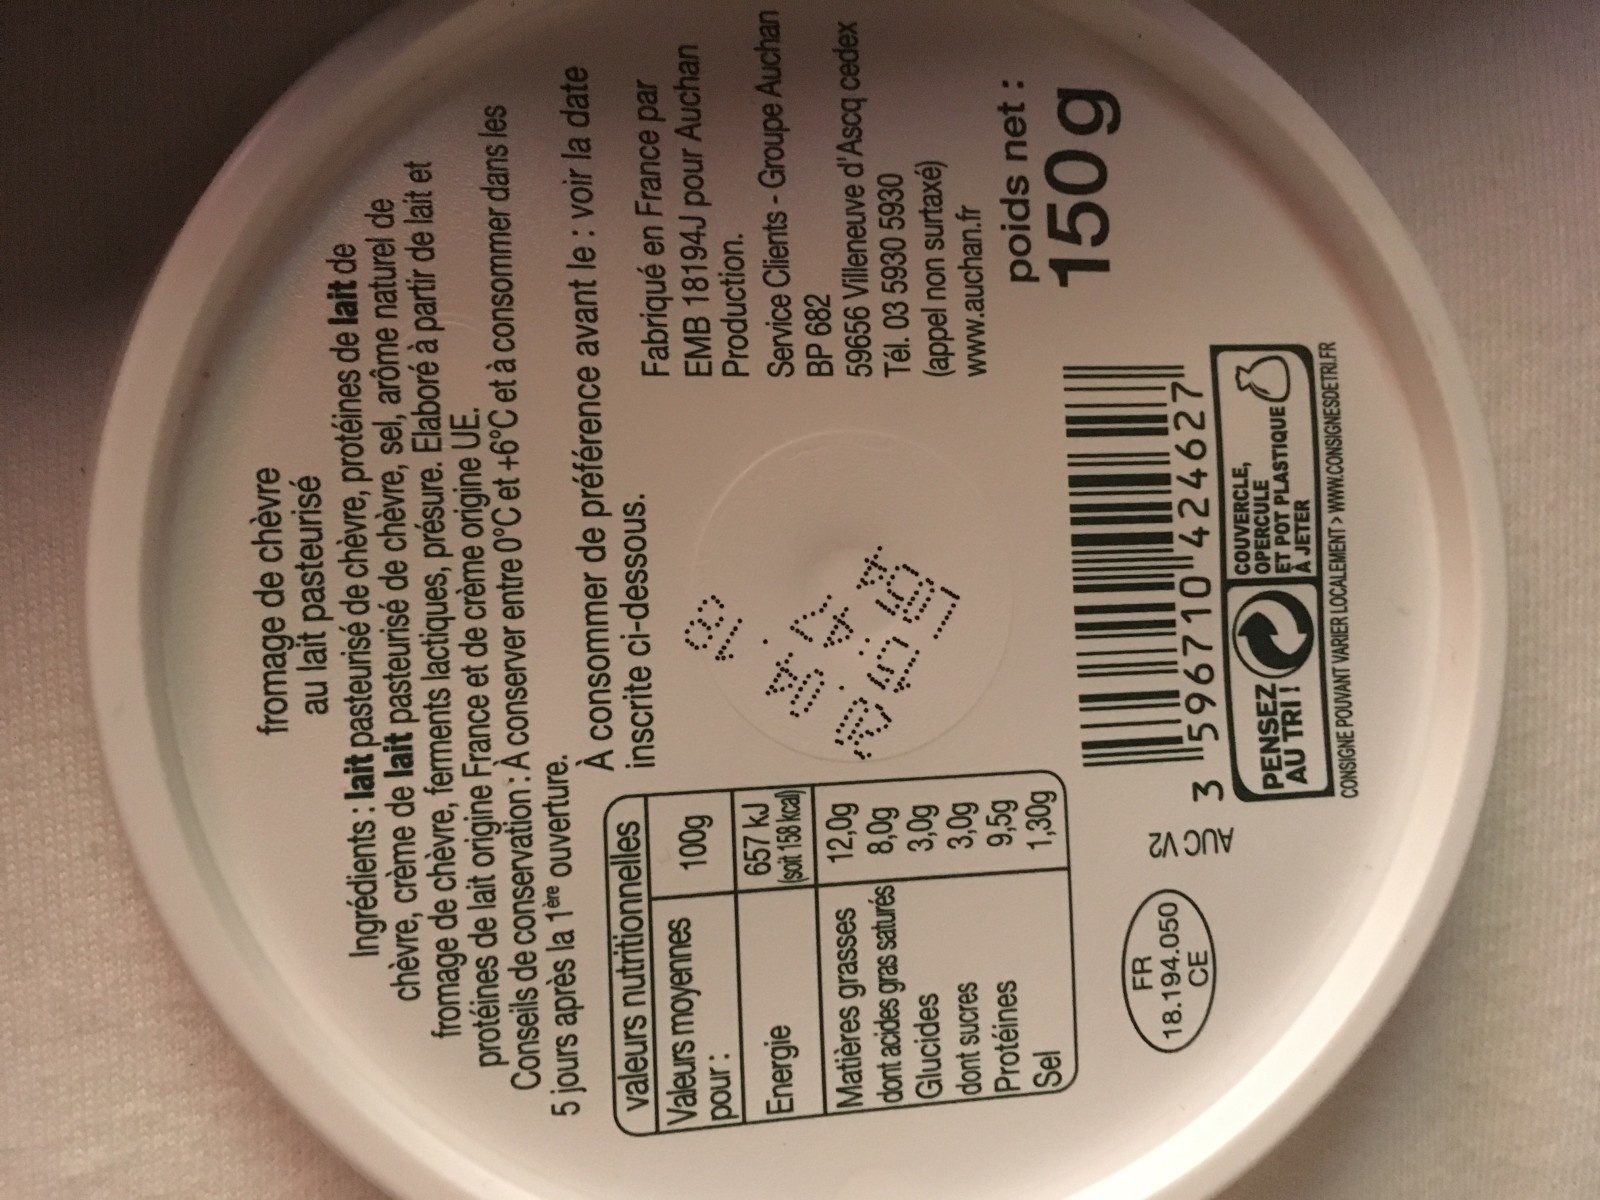 fromage de chèvre
au lait pasteurisé
Ingrédients : lait pasteurisé de chèvre, protéines de lait de
chèvre, crème de lait pasteurisé de chèvre, sel, arôme naturel de
fromage de chèvre, ferments lactiques, présure. Elaboré à partir de lait et
protéines de lait origine France et de crème origine UE.
Conseils de conservation : À conserver entre 0°C et +6°C et à consommer dans les
5 jours après la 1ère ouverture.
À consommer de préférence avant le : voir la date
inscrite ci-dessous.
valeurs nutritionnelles
Valeurs moyennes pour : 100g
Energie 657 kJ
(soit 158 kcal)
Matières grasses 12,0g
dont acides gras saturés 8,0g
Glucides 3,0g
dont sucres 3,0g
Protéines 9,5g
Sel 1,30g
Fabriqué en France par
EMB 18194J pour Auchan
Production.
Service Clients - Groupe Auchan
BP 682
59656 Villeneuve d'Ascq cedex
Tél. 03 5930 5930
(appel non surtaxé)
www.auchan.fr
poids net :
150 g
FR
18.194.050
CE
AUC V2
3 596710 424627
PENSEZ
AU TRI !
COUVERCLE,
OPERCULE
ET POT PLASTIQUE
À JETER
CONSIGNE POUVANT VARIER LOCALEMENT > WWW.CONSIGNESDETRI.FR